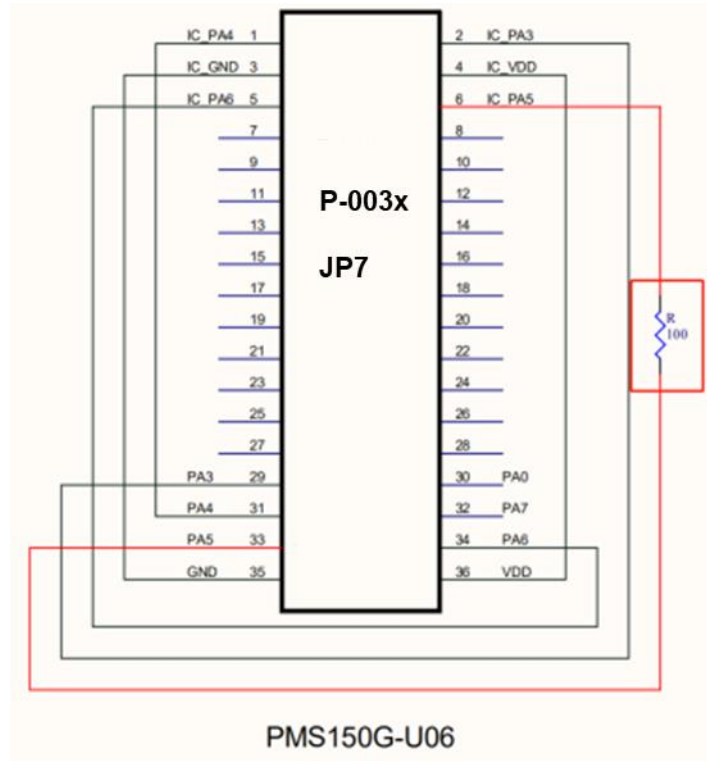 IC_PA4 1 2 IC_PA3
IC_GND 3 4 IC_VDD
IC_PA6 5 6 IC PA5
7 8
9 10
11 12
P-003x
13 14
15 16
JP7
17 18
19 20
R
100
21 22
23 24
25 26
27 28
PA3 29 30 PA0
PA4 31 32 PA7
PA5 33 34 PA6
GND 35 36 VDD
PMS150G-U06